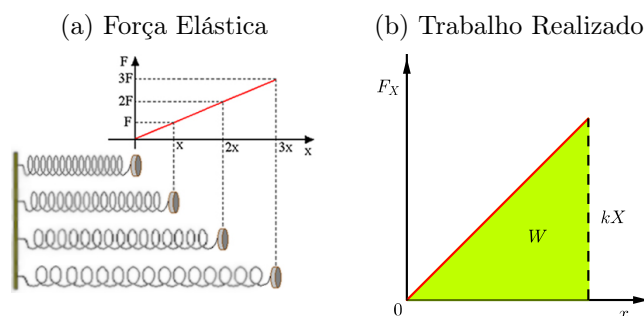 (a) Força Elástica
(b) Trabalho Realizado
F
3F
2F
F
x
2x
3x
x
F_X
W
kX
0
x